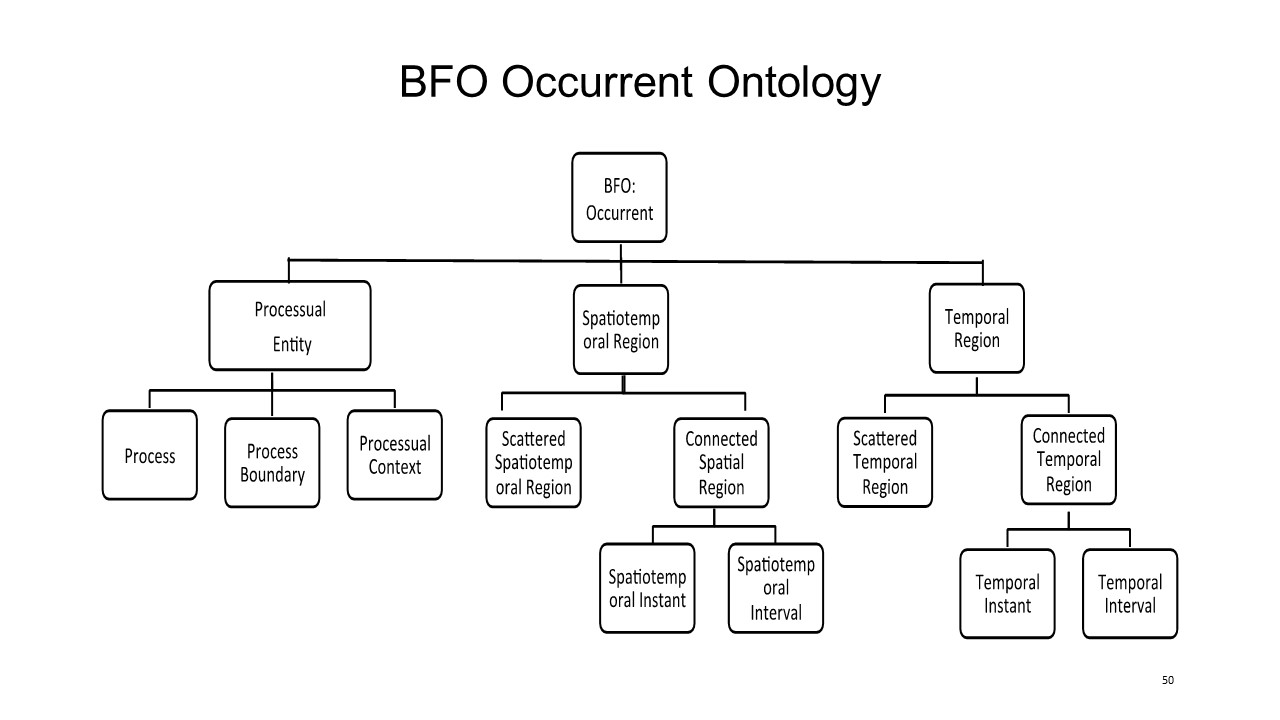 BFO Occurrent Ontology
BFO:
Occurrent
Processual
Entity
Spatiotemp
oral Region
Temporal
Region
Process
Process
Boundary
Processual
Context
Scattered
Spatiotemp
oral Region
Connected
Spatial
Region
Scattered
Temporal
Region
Connected
Temporal
Region
Spatiotemp
oral Instant
Spatiotemp
oral
Interval
Temporal
Instant
Temporal
Interval
50